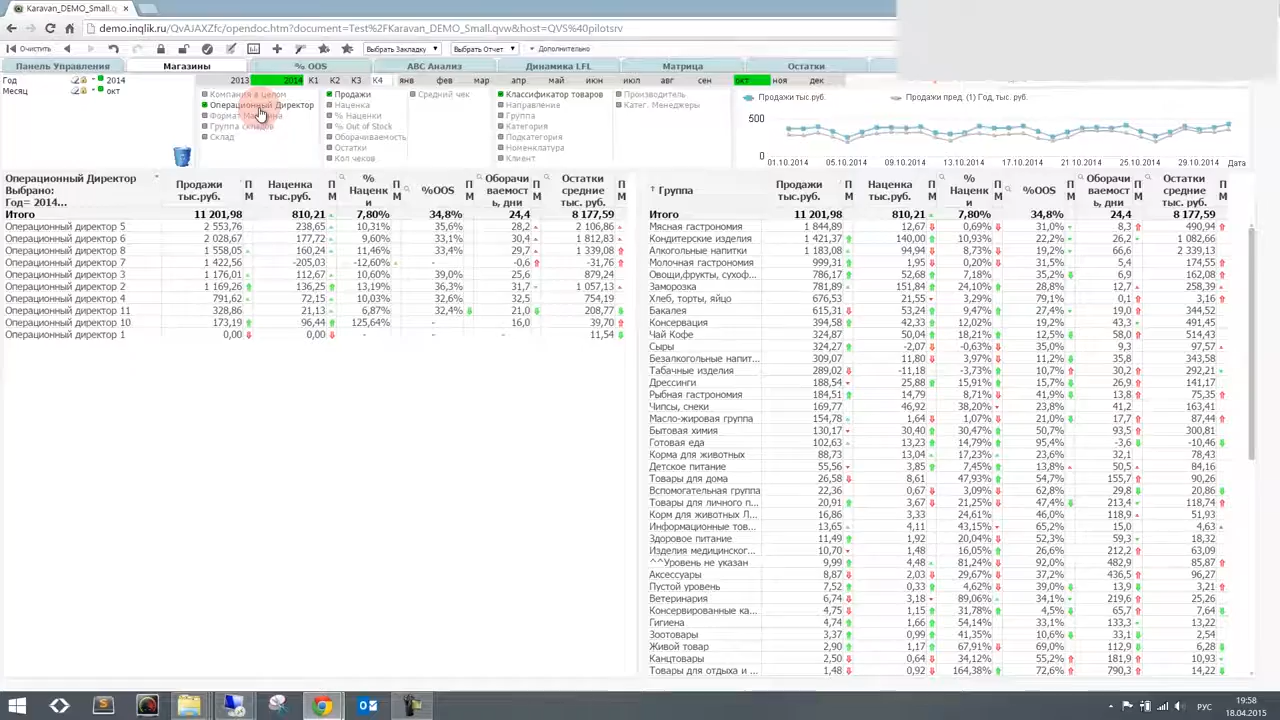 Karavan_DEMO_Small.q
demo.inqlik.ru/QvAJAXZfc/opendoc.htm?document=Test%2FKaravan_DEMO_Small.qvw&host=QVS%40pilotsrv
Очистить Выбрать Закладку Выбрать Отчет Дополнительно
Панель Управления Магазины % OOS ABC Анализ Динамика LFL Матрица Остатки
Год 2014
Месяц окт
2013 2014 К1 К2 К3 К4 янв фев мар апр май июн июл авг сен окт ноя дек
Компания в целом
Операционный Директор
Формат Магазина
Группа складов
Склад
Продажи
Наценка
% Наценки
% Out of Stock
Оборачиваемость
Остатки
Кол чеков
Средний чек
Классификатор товаров
Направление
Группа
Категория
Подкатегория
Номенклатура
Клиент
Производитель
Катег. Менеджеры
Продажи тыс.руб. Продажи пред. (1) Год, тыс.руб.
500
0
01.10.2014 05.10.2014 09.10.2014 13.10.2014 17.10.2014 21.10.2014 25.10.2014 29.10.2014 Дата
Операционный Директор
Выбрано:
Год= 2014...
Продажи тыс.руб. П М Наценка тыс.руб. П М % Наценки П М %OOS Оборачиваемость, дни П М Остатки средние тыс. руб. П М
Итого 11 201,98 810,21 7,80% 34,8% 24,4 8 177,59
Операционный директор 5 2 553,76 238,65 10,31% 35,6% 28,2 2 106,86
Операционный директор 6 2 028,67 177,72 9,60% 33,1% 30,4 1 812,83
Операционный директор 8 1 558,05 160,24 11,46% 33,4% 29,7 1 339,08
Операционный директор 7 1 422,56 -205,03 -12,60% - -0,6 -31,76
Операционный директор 3 1 176,01 112,67 10,60% 39,0% 25,6 879,24
Операционный директор 2 1 169,26 136,25 13,19% 36,3% 31,7 1 057,13
Операционный директор 4 791,62 72,15 10,03% 32,6% 32,5 754,19
Операционный директор 11 328,86 21,13 6,87% 32,4% 21,0 208,77
Операционный директор 10 173,19 96,44 125,64% - 16,0 39,70
Операционный директор 1 0,00 0,00 - - - 11,54
Группа Продажи тыс.руб. П М Наценка тыс.руб. П М % Наценки П М %OOS П М Оборачиваемость, дни П М Остатки средние тыс. руб. П М
Итого 11 201,98 810,21 7,80% 34,8% 24,4 8 177,59
Мясная гастрономия 1 844,89 12,67 0,69% 31,0% 8,3 490,94
Кондитерские изделия 1 421,37 140,00 10,93% 22,2% 26,2 1 082,66
Алкогольные напитки 1 183,08 94,94 8,73% 19,2% 66,6 2 339,13
Молочная гастрономия 999,31 1,95 0,20% 31,5% 5,4 174,55
Овощи,фрукты, сухоф... 786,17 52,68 7,18% 35,2% 6,9 162,08
Заморозка 781,89 151,84 24,10% 28,8% 12,7 258,39
Хлеб, торты, яйцо 676,53 21,55 3,29% 79,1% 0,1 3,16
Бакалея 615,31 53,24 9,47% 27,4% 19,0 344,52
Консервация 394,58 42,33 12,02% 19,2% 43,3 491,45
Чай Кофе 324,87 50,04 18,21% 12,5% 58,0 514,43
Сыры 324,27 -2,07 -0,63% 35,0% 9,3 97,57
Безалкогольные напит... 309,07 11,80 3,97% 11,2% 35,8 343,58
Табачные изделия 289,02 -11,18 -3,73% 10,7% 30,2 292,21
Дрессинги 188,54 25,88 15,91% 15,7% 26,9 141,17
Рыбная гастрономия 184,51 14,79 8,71% 41,9% 13,8 75,35
Чипсы, снеки 169,77 46,92 38,20% 23,8% 41,2 163,41
Масло-жировая группа 154,78 1,64 1,07% 21,0% 17,7 87,44
Бытовая химия 130,17 30,40 30,47% 50,7% 93,5 300,81
Готовая еда 102,63 13,23 14,79% 95,4% -3,6 -10,46
Корма для животных 88,73 13,04 17,23% 23,6% 32,1 78,43
Детское питание 55,56 3,85 7,45% 13,8% 50,5 84,16
Товары для дома 26,58 8,61 47,93% 54,7% 155,7 90,26
Вспомогательная группа 22,36 0,67 3,09% 62,8% 29,8 20,86
Товары для личного п... 20,91 3,67 21,25% 47,4% 213,4 118,74
Корм для животных Л... 16,86 3,33 24,61% 46,0% 118,9 51,93
Информационные тов... 13,65 4,11 43,15% 65,2% 15,0 4,63
Здоровое питание 11,49 1,92 20,04% 52,3% 59,3 18,32
Изделия медицинског... 10,70 1,48 16,05% 26,6% 212,2 63,09
^^Уровень не указан 9,99 4,48 81,24% 92,0% 482,9 85,87
Аксессуары 8,87 2,03 29,67% 37,2% 436,5 96,27
Пустой уровень 7,52 0,33 4,62% 39,0% 13,9 3,21
Ветеринария 6,74 3,18 89,06% 34,1% 219,6 25,26
Консервированные ка... 4,75 1,15 31,78% 4,5% 65,7 7,64
Гигиена 4,74 1,66 54,14% 33,1% 133,3 13,22
Зоотовары 3,37 0,99 41,35% 10,6% 33,1 2,54
Живой товар 2,90 1,17 67,91% 69,0% 112,9 6,28
Канцтовары 2,50 0,64 34,12% 55,2% 181,9 10,93
Товары для отдыха и ... 1,48 0,92 164,38% 72,6% 790,3 14,22
РУС
19:58
18.04.2015